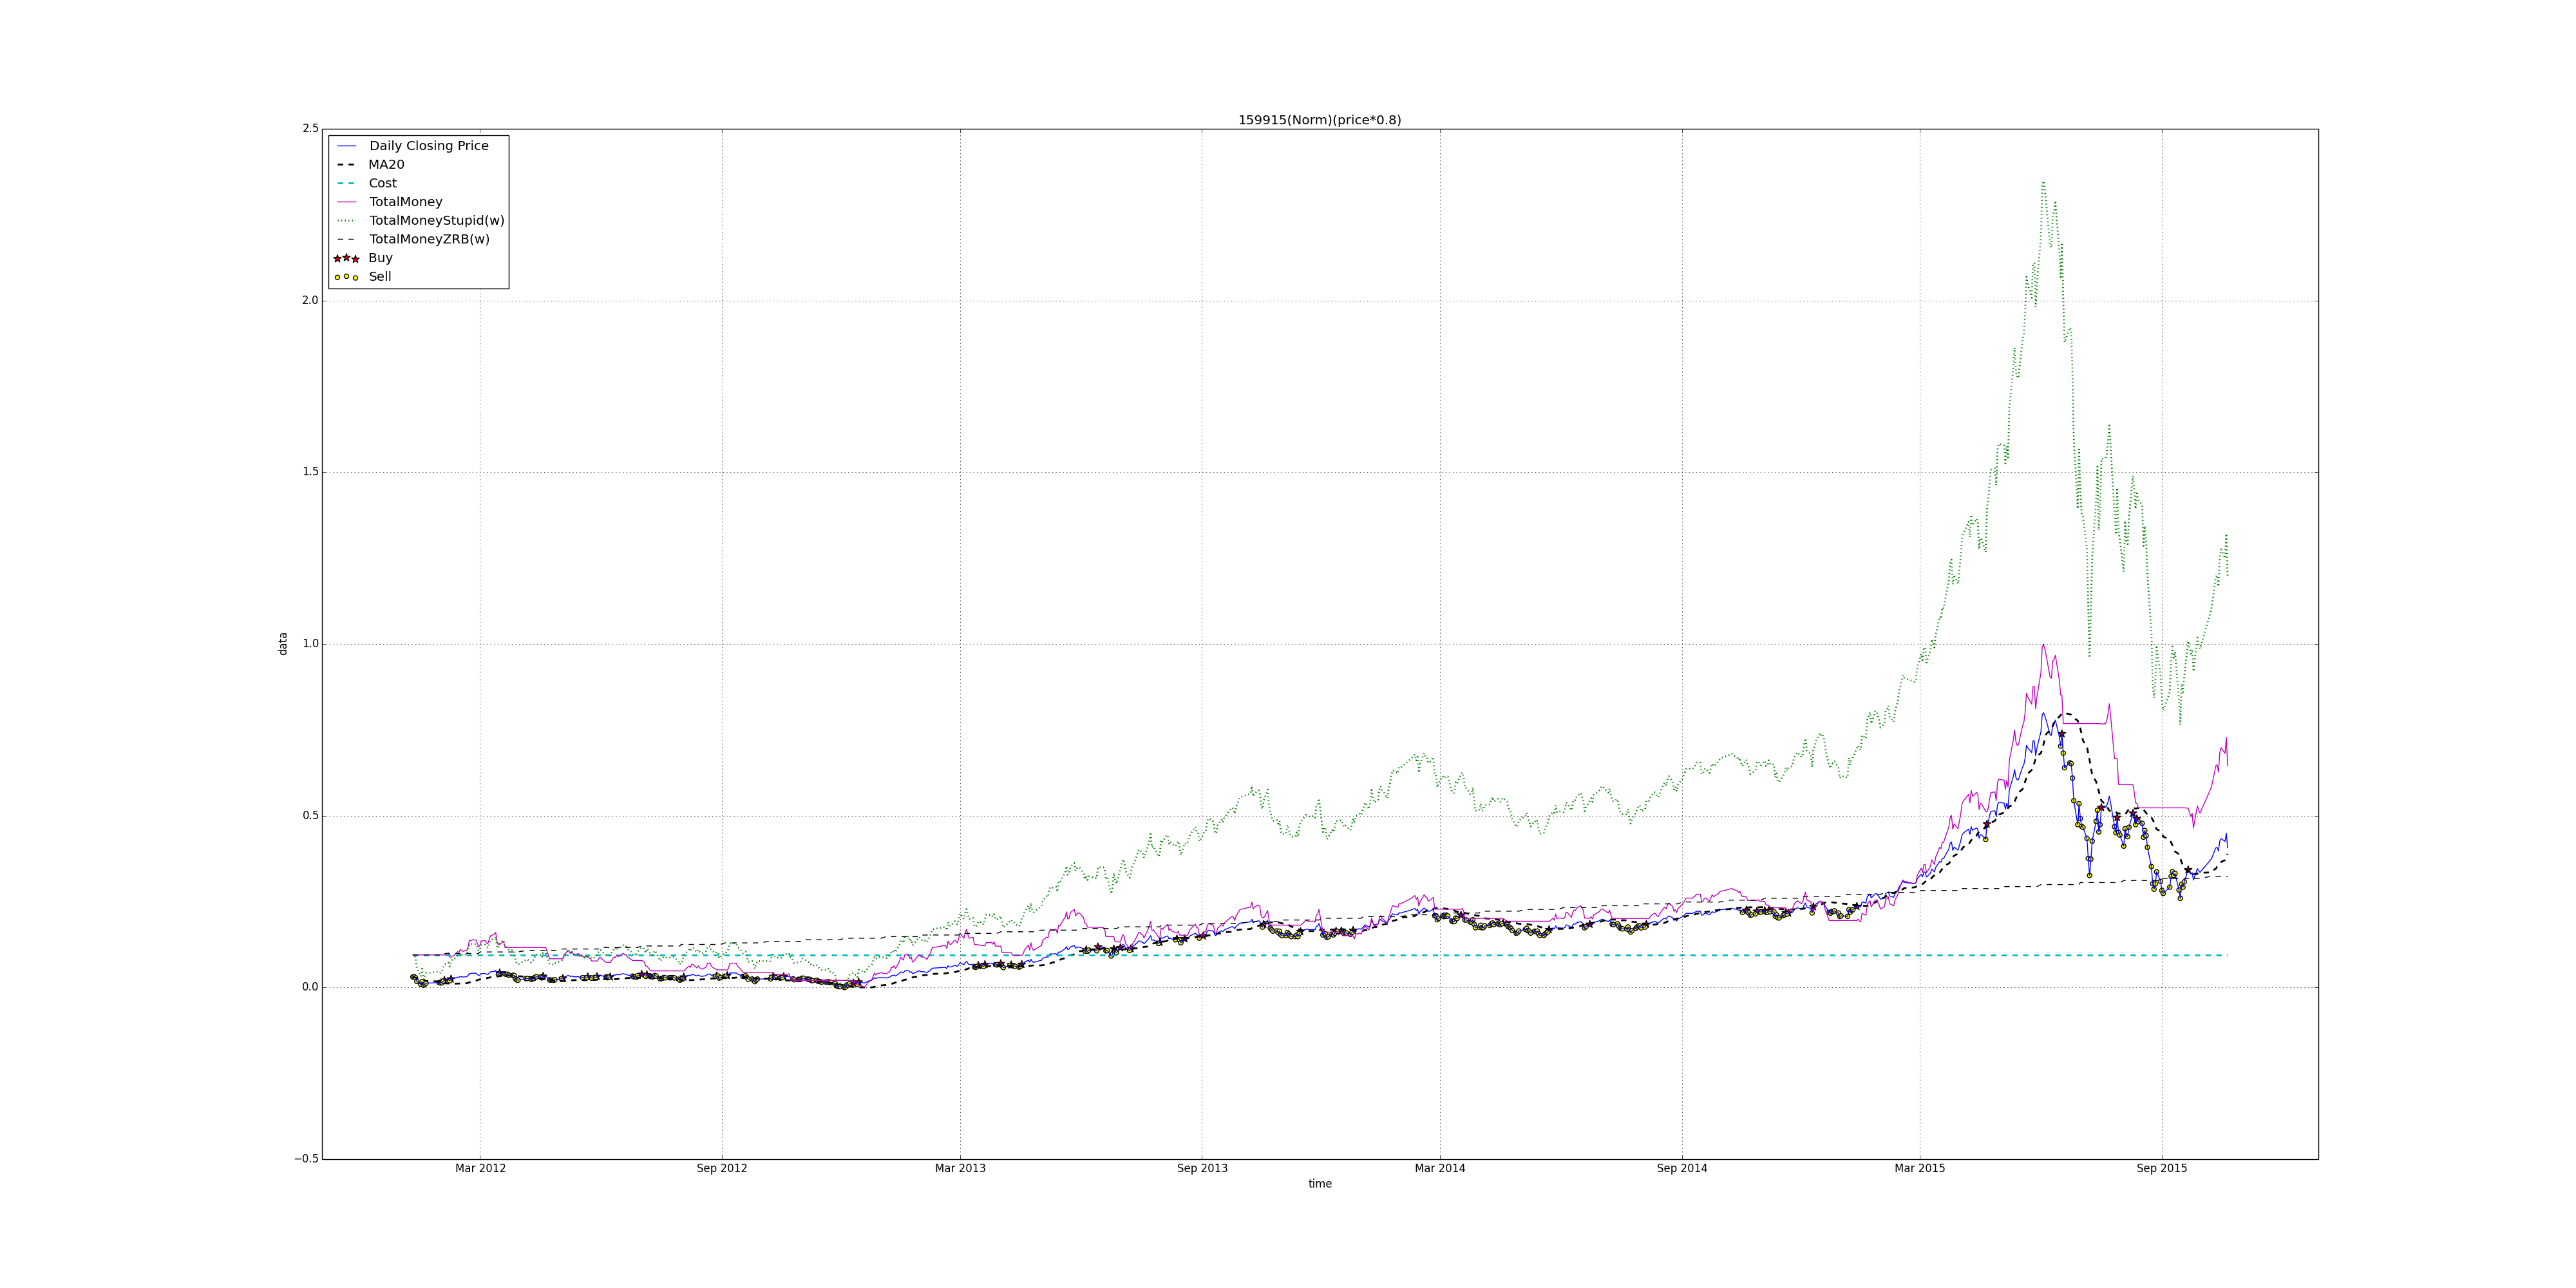 159915(Norm)(price*0.8)
2.5
Daily Closing Price
MA20
Cost
TotalMoney
TotalMoneyStupid(w)
TotalMoneyZRB(w)
Buy
Sell
2.0
1.5
1.0
0.5
0.0
−0.5
data
Mar 2012 Sep 2012 Mar 2013 Sep 2013 Mar 2014 Sep 2014 Mar 2015 Sep 2015
time